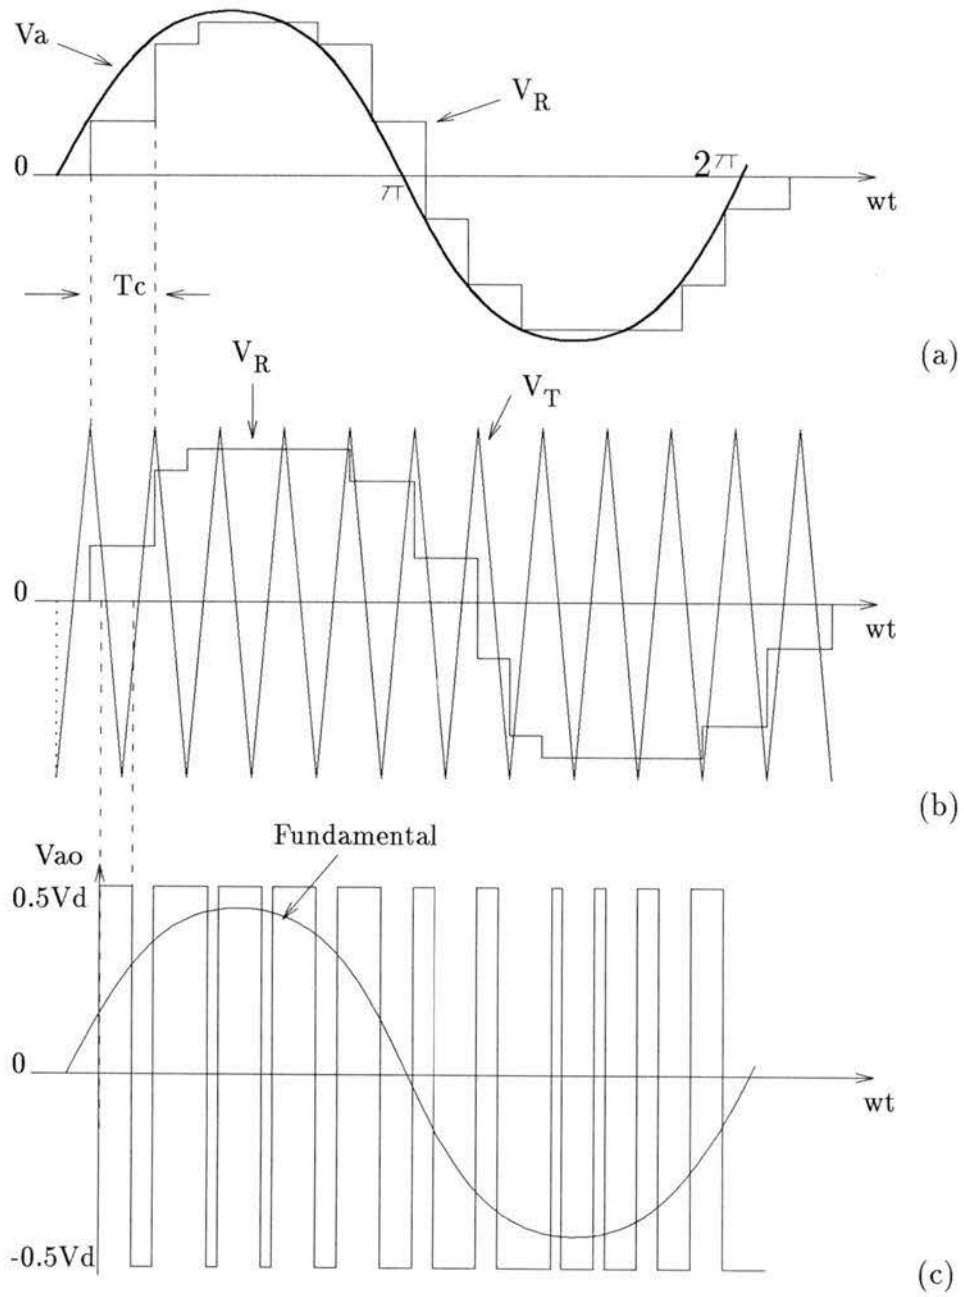 Va
V_R
0
π
2π
wt
Tc
(a)
V_R
V_T
0
wt
(b)
Fundamental
Vao
0.5Vd
0
wt
-0.5Vd
(c)